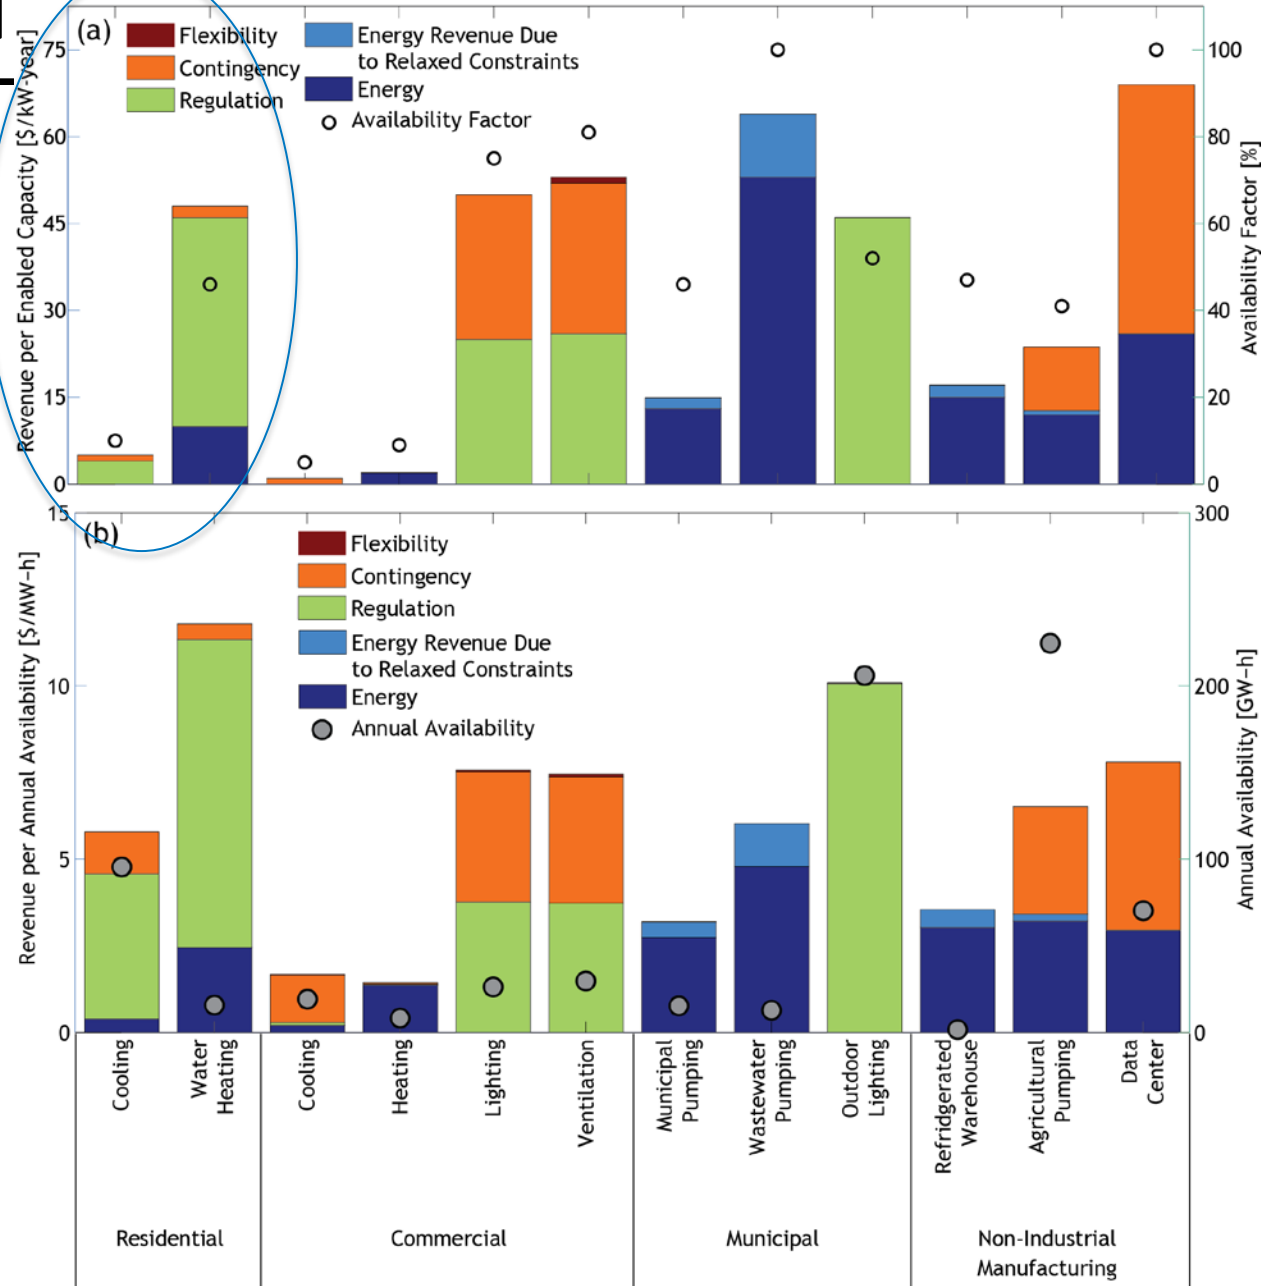 (a)
Flexibility
Contingency
Regulation
Energy Revenue Due
to Relaxed Constraints
Energy
Availability Factor
Revenue per Enabled Capacity [$/kW-year]
75
60
45
30
15
0
Availability Factor [%]
100
80
60
40
20
0
(b)
Flexibility
Contingency
Regulation
Energy Revenue Due
to Relaxed Constraints
Energy
Annual Availability
Revenue per Annual Availability [$/MW-h]
15
10
5
0
Annual Availability [GW-h]
300
200
100
0
Cooling
Water
Heating
Cooling
Heating
Lighting
Ventilation
Municipal
Pumping
Wastewater
Pumping
Outdoor
Lighting
Refridgerated
Warehouse
Agricultural
Pumping
Data
Center
Residential
Commercial
Municipal
Non-Industrial
Manufacturing